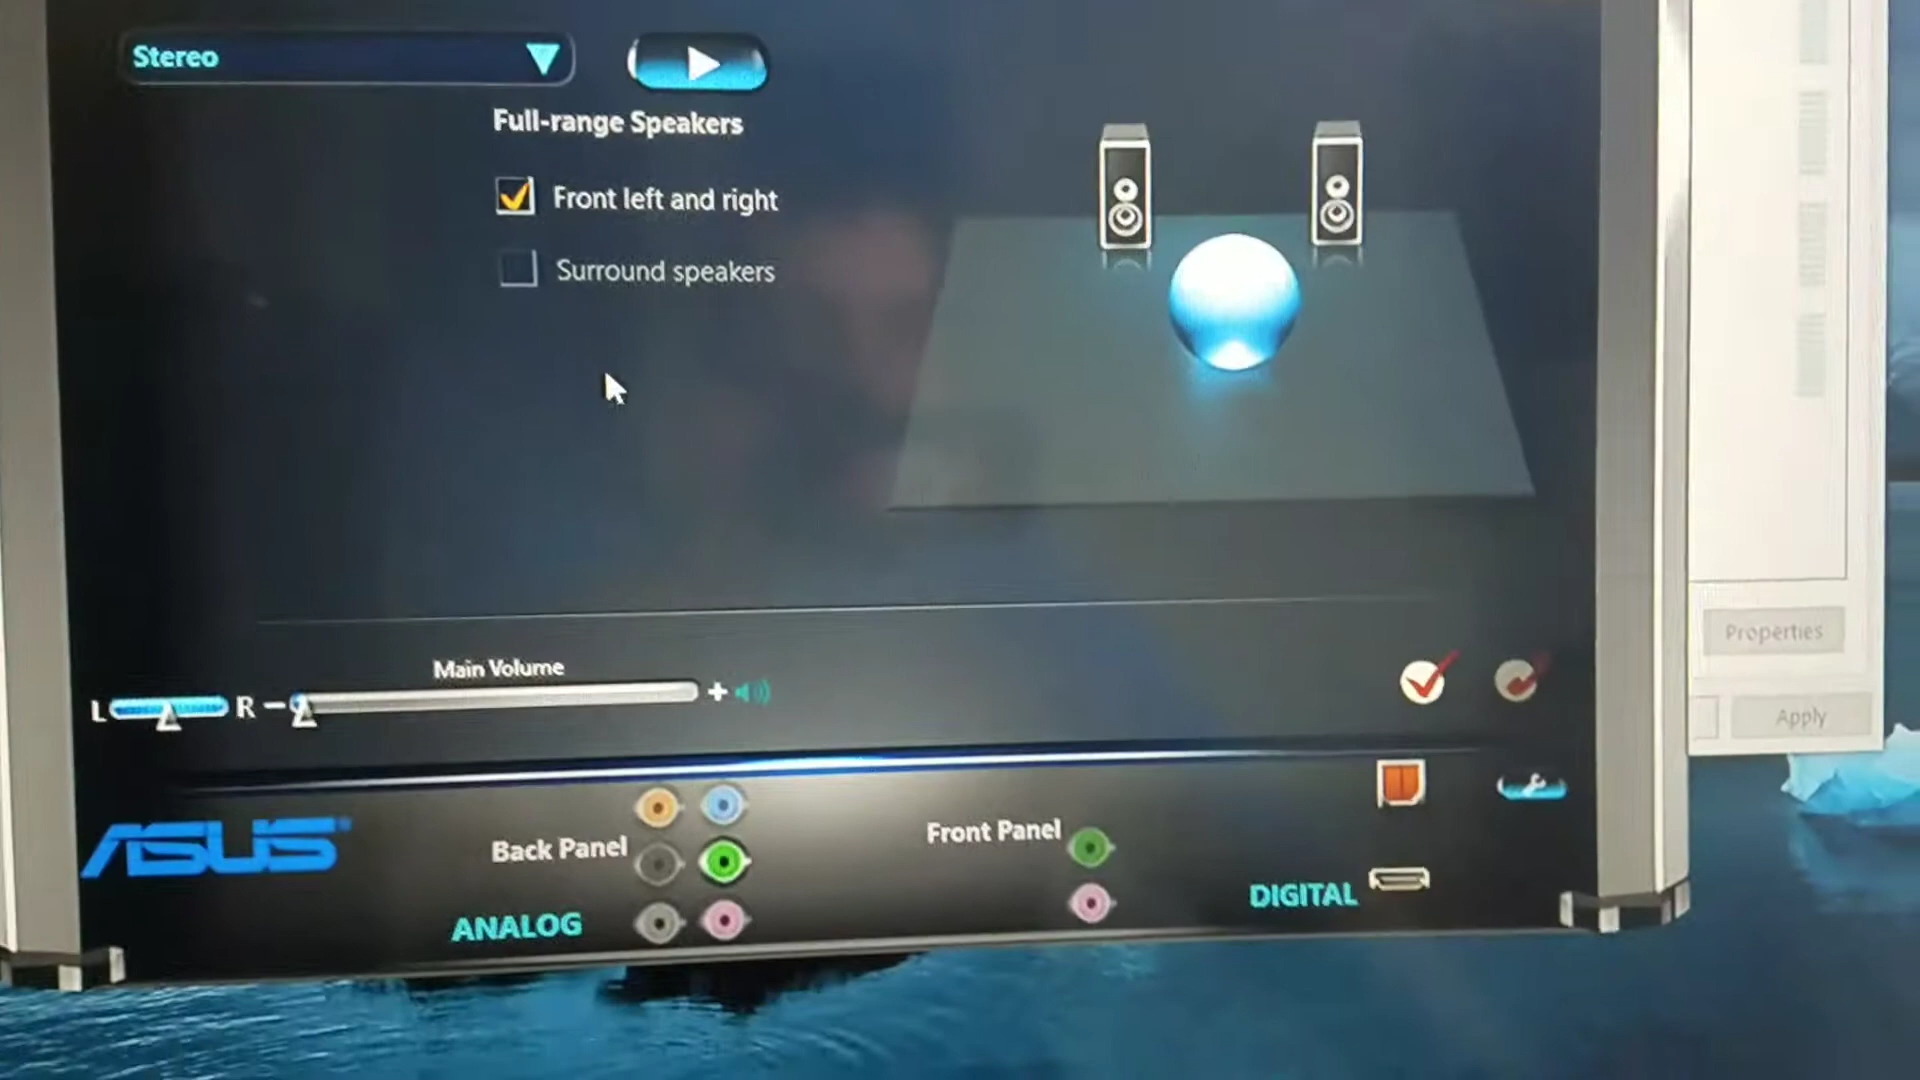 Stereo
Full-range Speakers
Front left and right
Surround speakers
Main Volume
L R
Properties
Apply
ASUS
Back Panel
Front Panel
ANALOG
DIGITAL